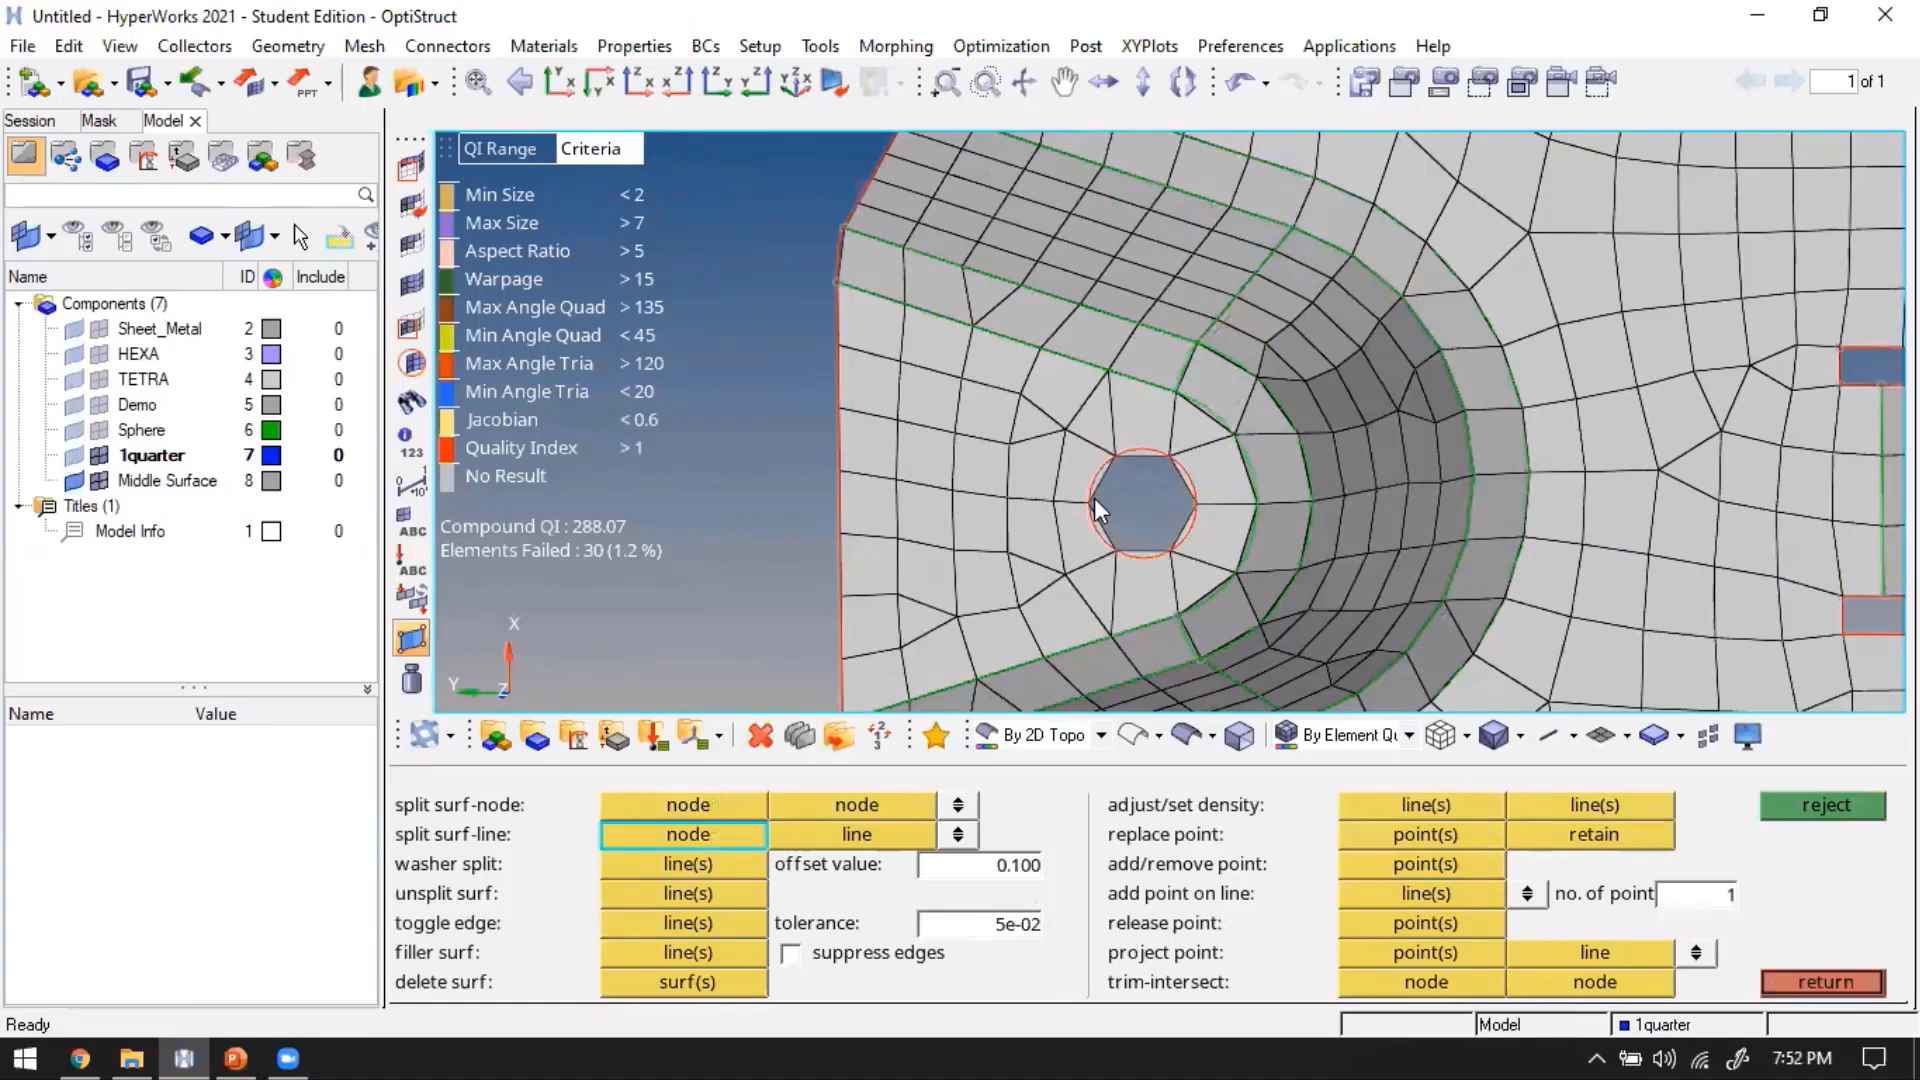 Untitled - HyperWorks 2021 - Student Edition - OptiStruct
File Edit View Collectors Geometry Mesh Connectors Materials Properties BCs Setup Tools Morphing Optimization Post XYPlots Preferences Applications Help
1 of 1
Session Mask Model
QI Range Criteria
Min Size < 2
Max Size > 7
Aspect Ratio > 5
Warpage > 15
Max Angle Quad > 135
Min Angle Quad < 45
Max Angle Tria > 120
Min Angle Tria < 20
Jacobian < 0.6
Quality Index > 1
No Result
Compound QI : 288.07
Elements Failed : 30 (1.2 %)
X
Y
Z
Name ID Include
Components (7)
Sheet_Metal 2 0
HEXA 3 0
TETRA 4 0
Demo 5 0
Sphere 6 0
1quarter 7 0
Middle Surface 8 0
Titles (1)
Model Info 1 0
Name Value
123
ABC
ABC
PPT
By 2D Topo
By Element Qu
split surf-node: node node
split surf-line: node line
washer split: line(s) offset value: 0.100
unsplit surf: line(s)
toggle edge: line(s) tolerance: 5e-02
filler surf: line(s) suppress edges
delete surf: surf(s)
adjust/set density: line(s) line(s)
replace point: point(s) retain
add/remove point: point(s)
add point on line: line(s) no. of point 1
release point: point(s)
project point: point(s) line
trim-intersect: node node
reject
return
Ready
Model
1quarter
7:52 PM